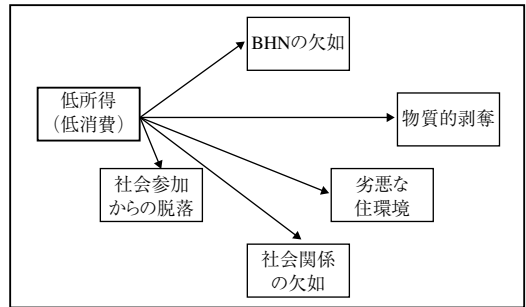 BHNの欠如
低所得
(低消費)
物質的剥奪
社会参加
からの脱落
劣悪な
住環境
社会関係
の欠如